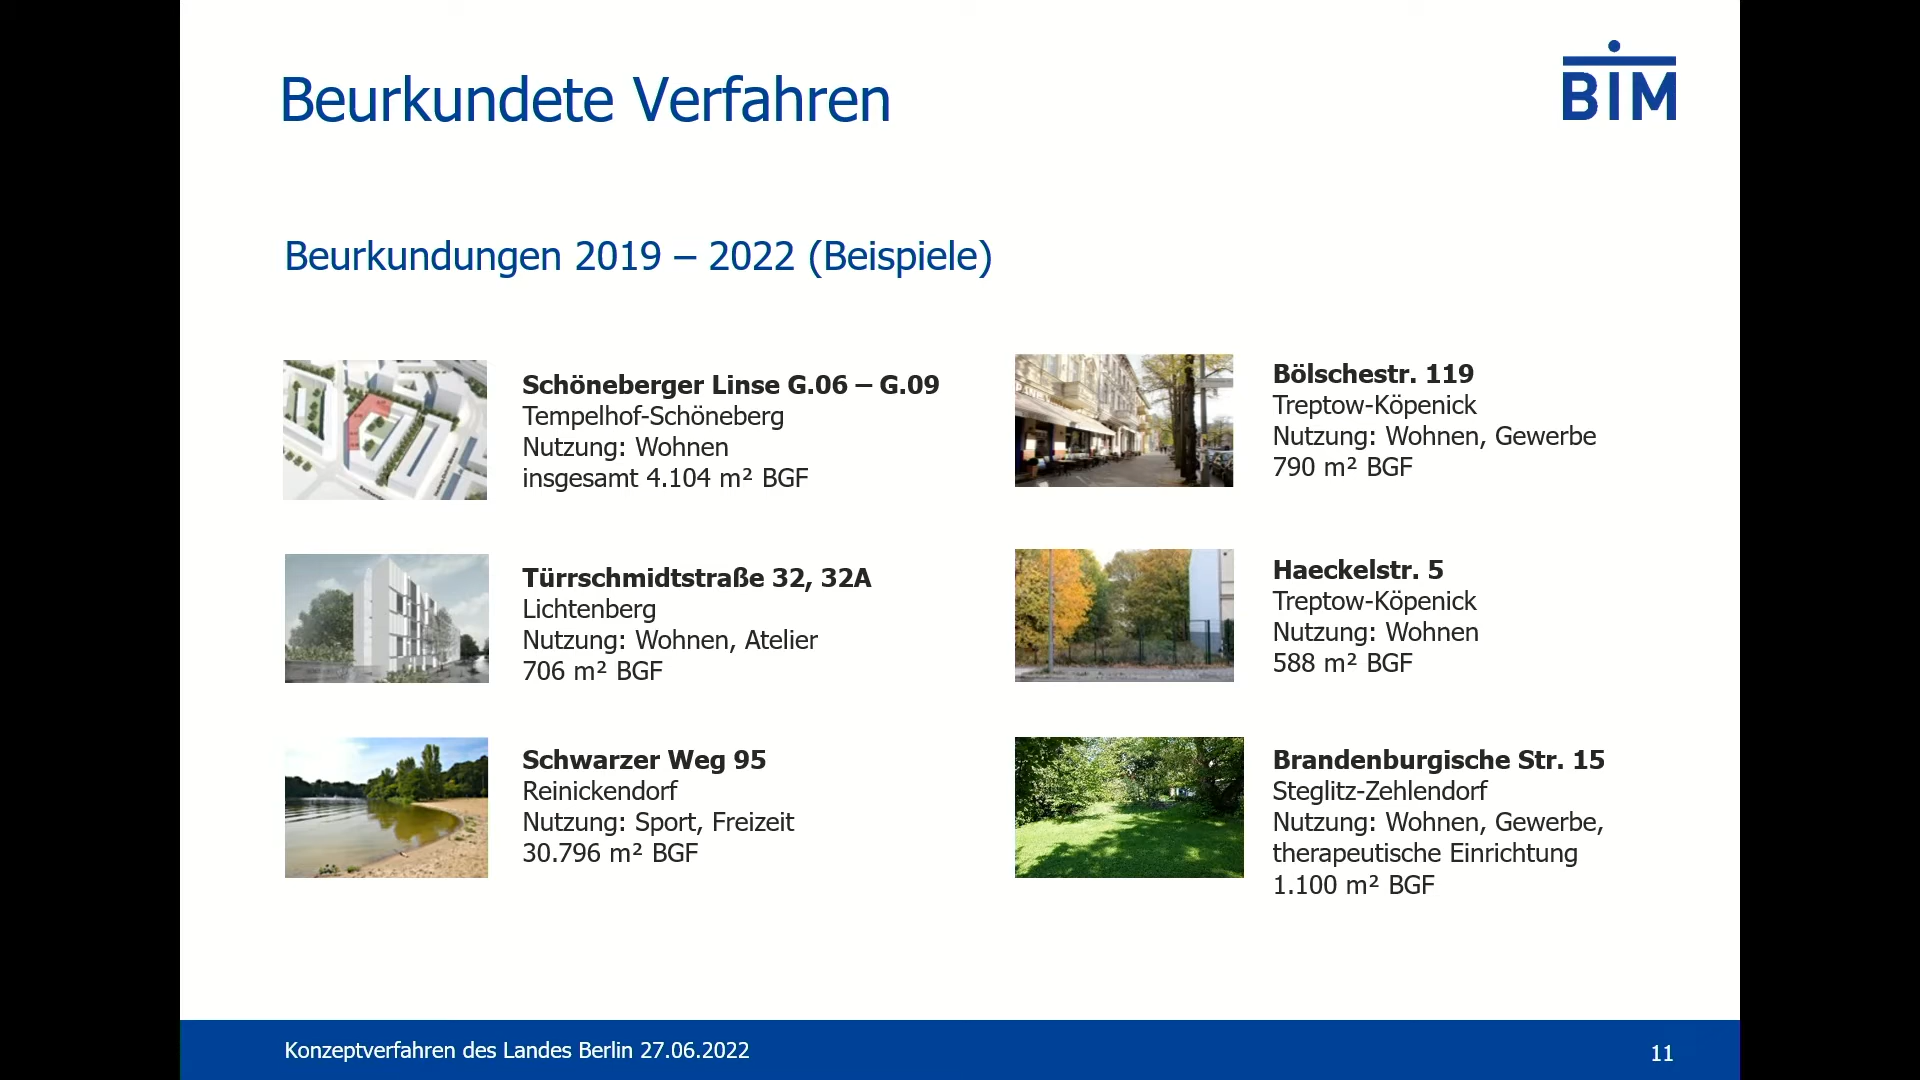 Beurkundete Verfahren
BIM
Beurkundungen 2019 – 2022 (Beispiele)
Schöneberger Linse G.06 – G.09
Tempelhof-Schöneberg
Nutzung: Wohnen
insgesamt 4.104 m² BGF
Türrschmidtstraße 32, 32A
Lichtenberg
Nutzung: Wohnen, Atelier
706 m² BGF
Schwarzer Weg 95
Reinickendorf
Nutzung: Sport, Freizeit
30.796 m² BGF
Bölschestr. 119
Treptow-Köpenick
Nutzung: Wohnen, Gewerbe
790 m² BGF
Haeckelstr. 5
Treptow-Köpenick
Nutzung: Wohnen
588 m² BGF
Brandenburgische Str. 15
Steglitz-Zehlendorf
Nutzung: Wohnen, Gewerbe,
therapeutische Einrichtung
1.100 m² BGF
Konzeptverfahren des Landes Berlin 27.06.2022
11